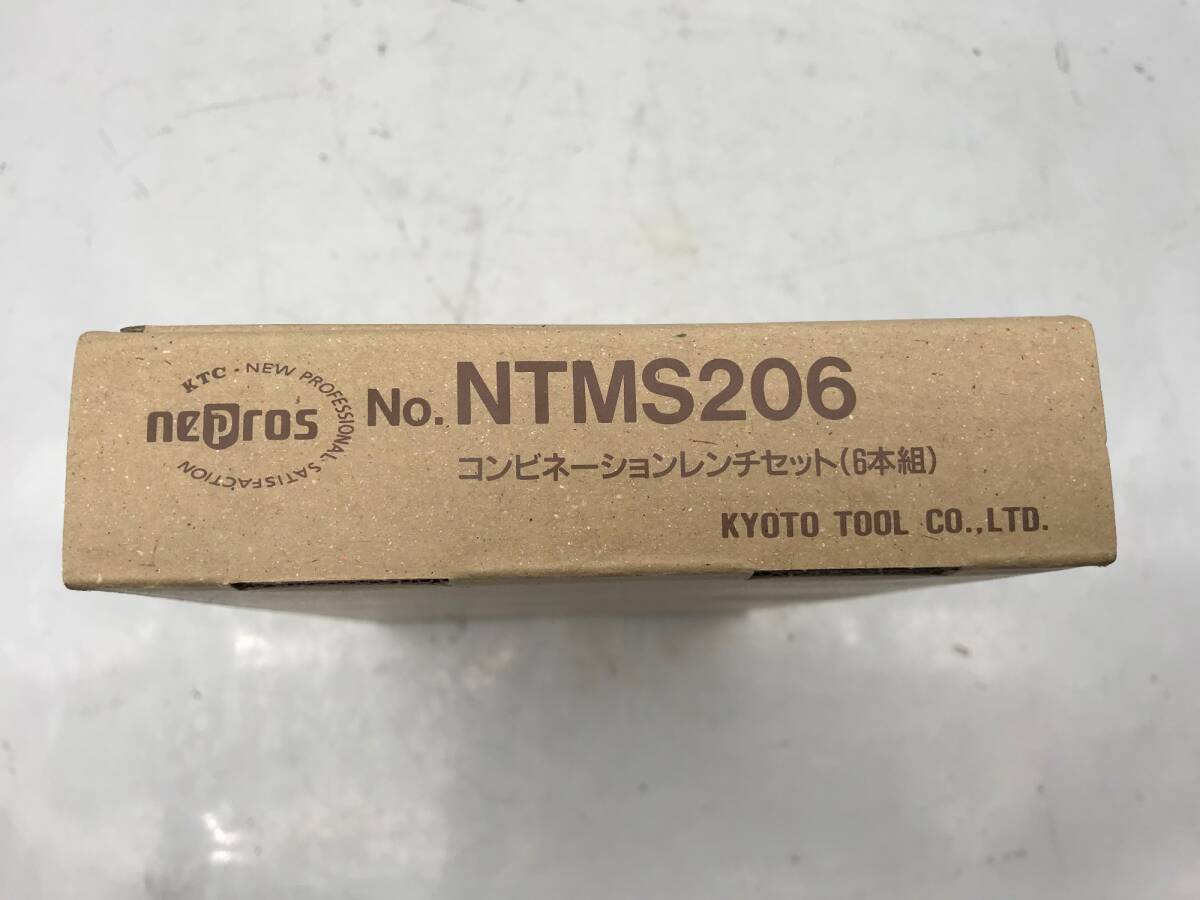 KTC・NEW PROFESSIONAL SATISFACTION
nepros
No. NTMS206
コンビネーションレンチセット(6本組)
KYOTO TOOL CO.,LTD.